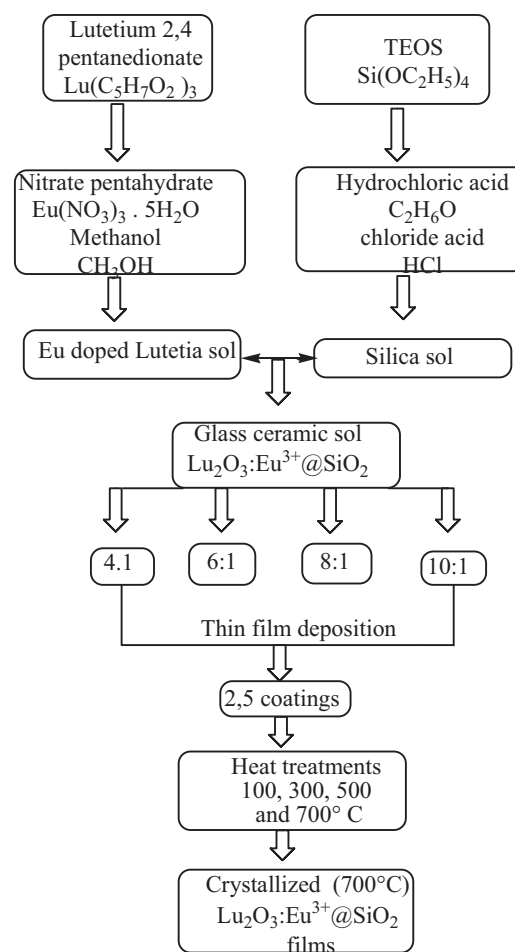 Lutetium 2,4
pentanedionate
Lu(C₅H₇O₂ )₃
TEOS
Si(OC₂H₅)₄
Nitrate pentahydrate
Eu(NO₃)₃ . 5H₂O
Methanol
CH₃OH
Hydrochloric acid
C₂H₆O
chloride acid
HCl
Eu doped Lutetia sol
Silica sol
Glass ceramic sol
Lu₂O₃:Eu³⁺@SiO₂
4.1
6:1
8:1
10:1
Thin film deposition
2,5 coatings
Heat treatments
100, 300, 500
and 700° C
Crystallized (700°C)
Lu₂O₃:Eu³⁺@SiO₂
films